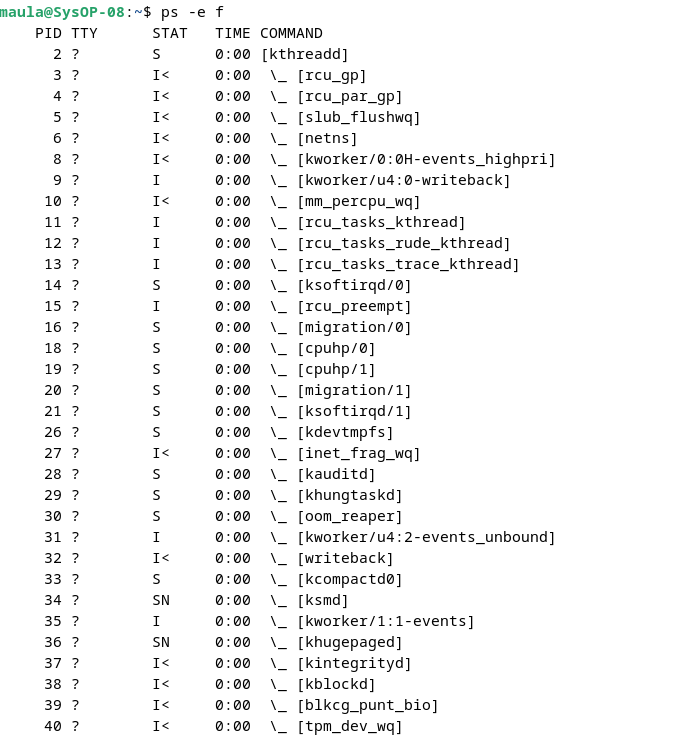 maula@SysOP-08:~$ ps -e f
    PID TTY      STAT   TIME COMMAND
      2 ?        S      0:00 [kthreadd]
      3 ?        I<     0:00  \_ [rcu_gp]
      4 ?        I<     0:00  \_ [rcu_par_gp]
      5 ?        I<     0:00  \_ [slub_flushwq]
      6 ?        I<     0:00  \_ [netns]
      8 ?        I<     0:00  \_ [kworker/0:0H-events_highpri]
      9 ?        I      0:00  \_ [kworker/u4:0-writeback]
     10 ?        I<     0:00  \_ [mm_percpu_wq]
     11 ?        I      0:00  \_ [rcu_tasks_kthread]
     12 ?        I      0:00  \_ [rcu_tasks_rude_kthread]
     13 ?        I      0:00  \_ [rcu_tasks_trace_kthread]
     14 ?        S      0:00  \_ [ksoftirqd/0]
     15 ?        I      0:00  \_ [rcu_preempt]
     16 ?        S      0:00  \_ [migration/0]
     18 ?        S      0:00  \_ [cpuhp/0]
     19 ?        S      0:00  \_ [cpuhp/1]
     20 ?        S      0:00  \_ [migration/1]
     21 ?        S      0:00  \_ [ksoftirqd/1]
     26 ?        S      0:00  \_ [kdevtmpfs]
     27 ?        I<     0:00  \_ [inet_frag_wq]
     28 ?        S      0:00  \_ [kauditd]
     29 ?        S      0:00  \_ [khungtaskd]
     30 ?        S      0:00  \_ [oom_reaper]
     31 ?        I      0:00  \_ [kworker/u4:2-events_unbound]
     32 ?        I<     0:00  \_ [writeback]
     33 ?        S      0:00  \_ [kcompactd0]
     34 ?        SN     0:00  \_ [ksmd]
     35 ?        I      0:00  \_ [kworker/1:1-events]
     36 ?        SN     0:00  \_ [khugepaged]
     37 ?        I<     0:00  \_ [kintegrityd]
     38 ?        I<     0:00  \_ [kblockd]
     39 ?        I<     0:00  \_ [blkcg_punt_bio]
     40 ?        I<     0:00  \_ [tpm_dev_wq]